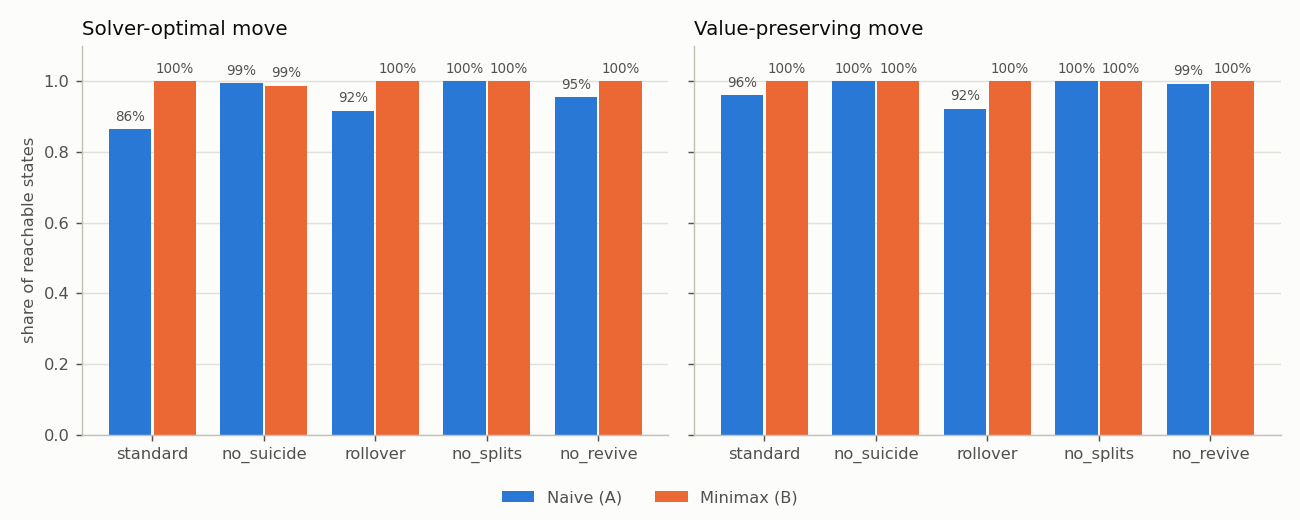 Solver-optimal move
Value-preserving move
share of reachable states
1.0
0.8
0.6
0.4
0.2
0.0
86% 100% 99% 99% 92% 100% 100% 100% 95% 100%
96% 100% 100% 100% 92% 100% 100% 100% 99% 100%
standard no_suicide rollover no_splits no_revive
standard no_suicide rollover no_splits no_revive
Naive (A) Minimax (B)